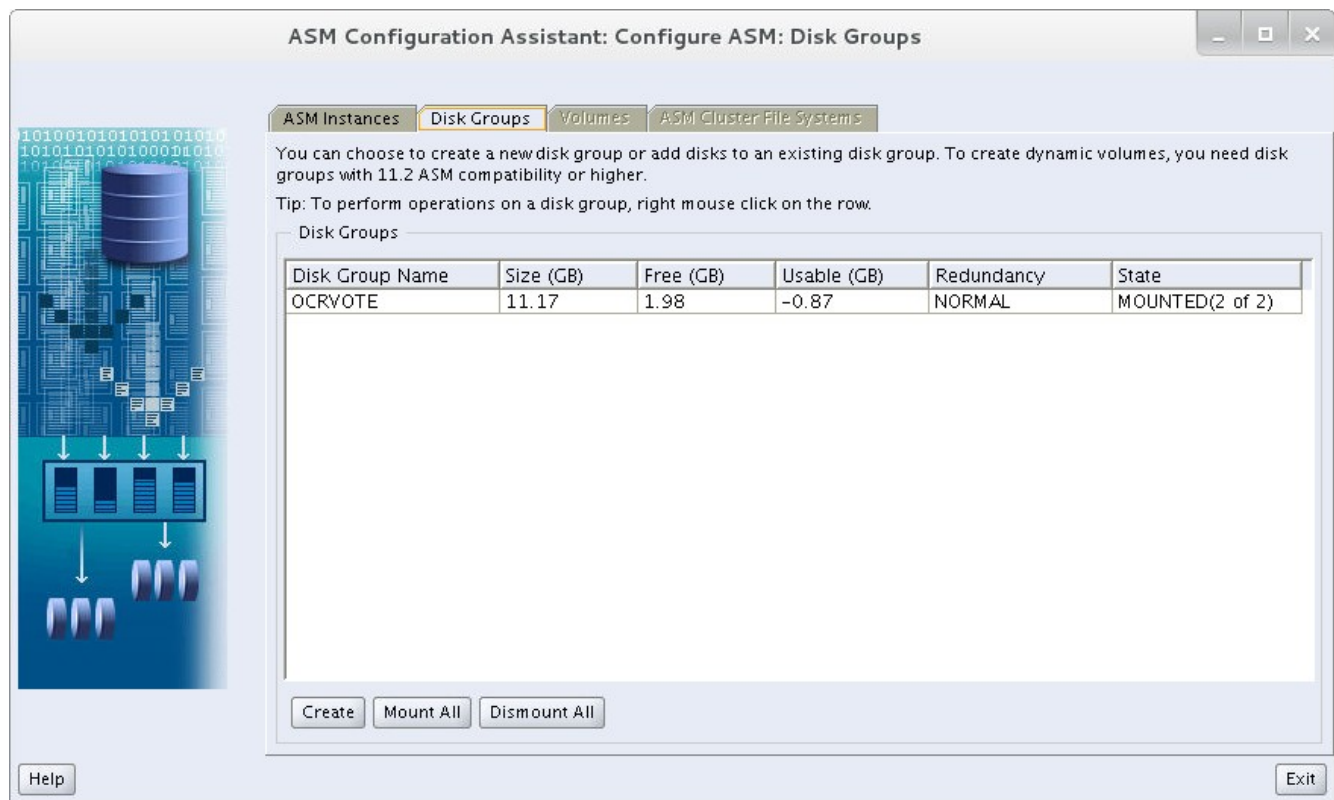 ASM Configuration Assistant: Configure ASM: Disk Groups
ASM Instances Disk Groups Volumes ASM Cluster File Systems
You can choose to create a new disk group or add disks to an existing disk group. To create dynamic volumes, you need disk
groups with 11.2 ASM compatibility or higher.
Tip: To perform operations on a disk group, right mouse click on the row.
Disk Groups
Disk Group Name Size (GB) Free (GB) Usable (GB) Redundancy State
OCRVOTE 11.17 1.98 -0.87 NORMAL MOUNTED(2 of 2)
Create Mount All Dismount All
Help Exit